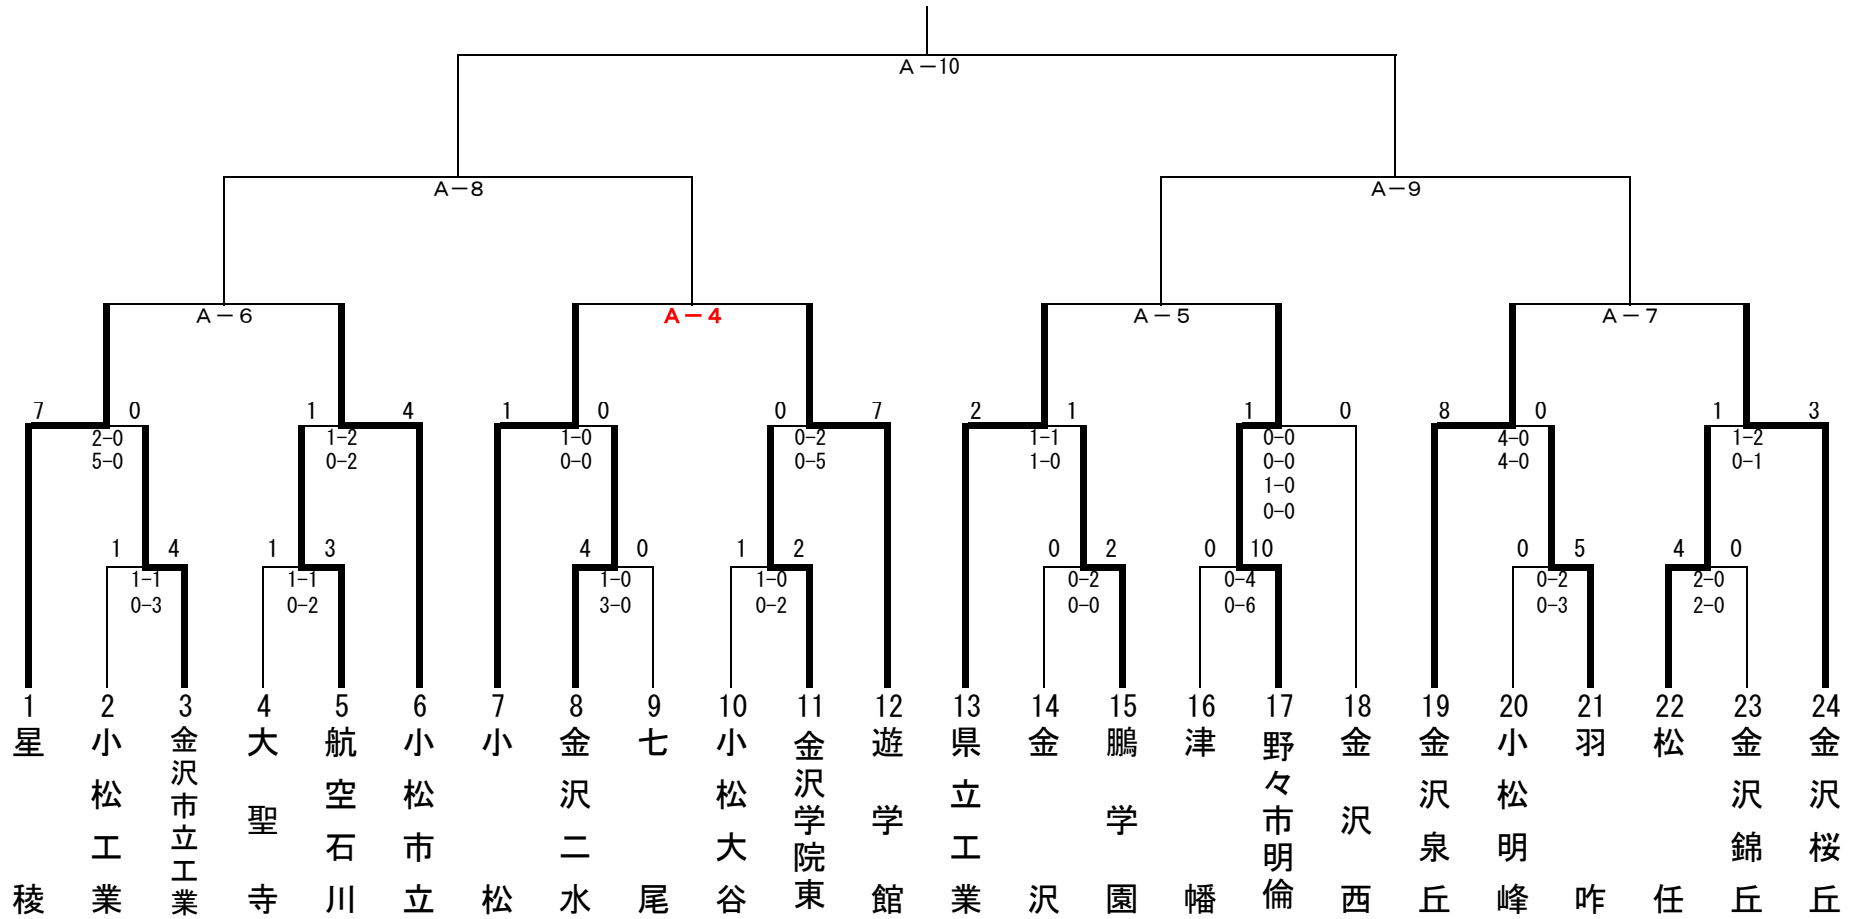 A－10
A－8
A－9
A－6
A－4
A－5
A－7
7 0 1 4 1 0 0 7 2 1 1 0 8 0 1 3
2-0 1-2 1-0 0-2 1-1 0-0 4-0 1-2
5-0 0-2 0-0 0-5 1-0 0-0 4-0 0-1
1-0
0-0
1 4 1 3 4 0 1 2 0 2 0 10 0 5 4 0
1-1 1-1 1-0 1-0 0-2 0-4 0-2 2-0
0-3 0-2 3-0 0-2 0-0 0-6 0-3 2-0
1 2 3 4 5 6 7 8 9 10 11 12 13 14 15 16 17 18 19 20 21 22 23 24
星稜
小松工業
金沢市立工業
大聖寺
航空石川
小松市立
小松
金沢二水
七尾
小松大谷
金沢学院東
遊学館
県立工業
金沢
鵬学園
津幡
野々市明倫
金沢西
金沢泉丘
小松明峰
羽咋
松任
金沢錦丘
金沢桜丘